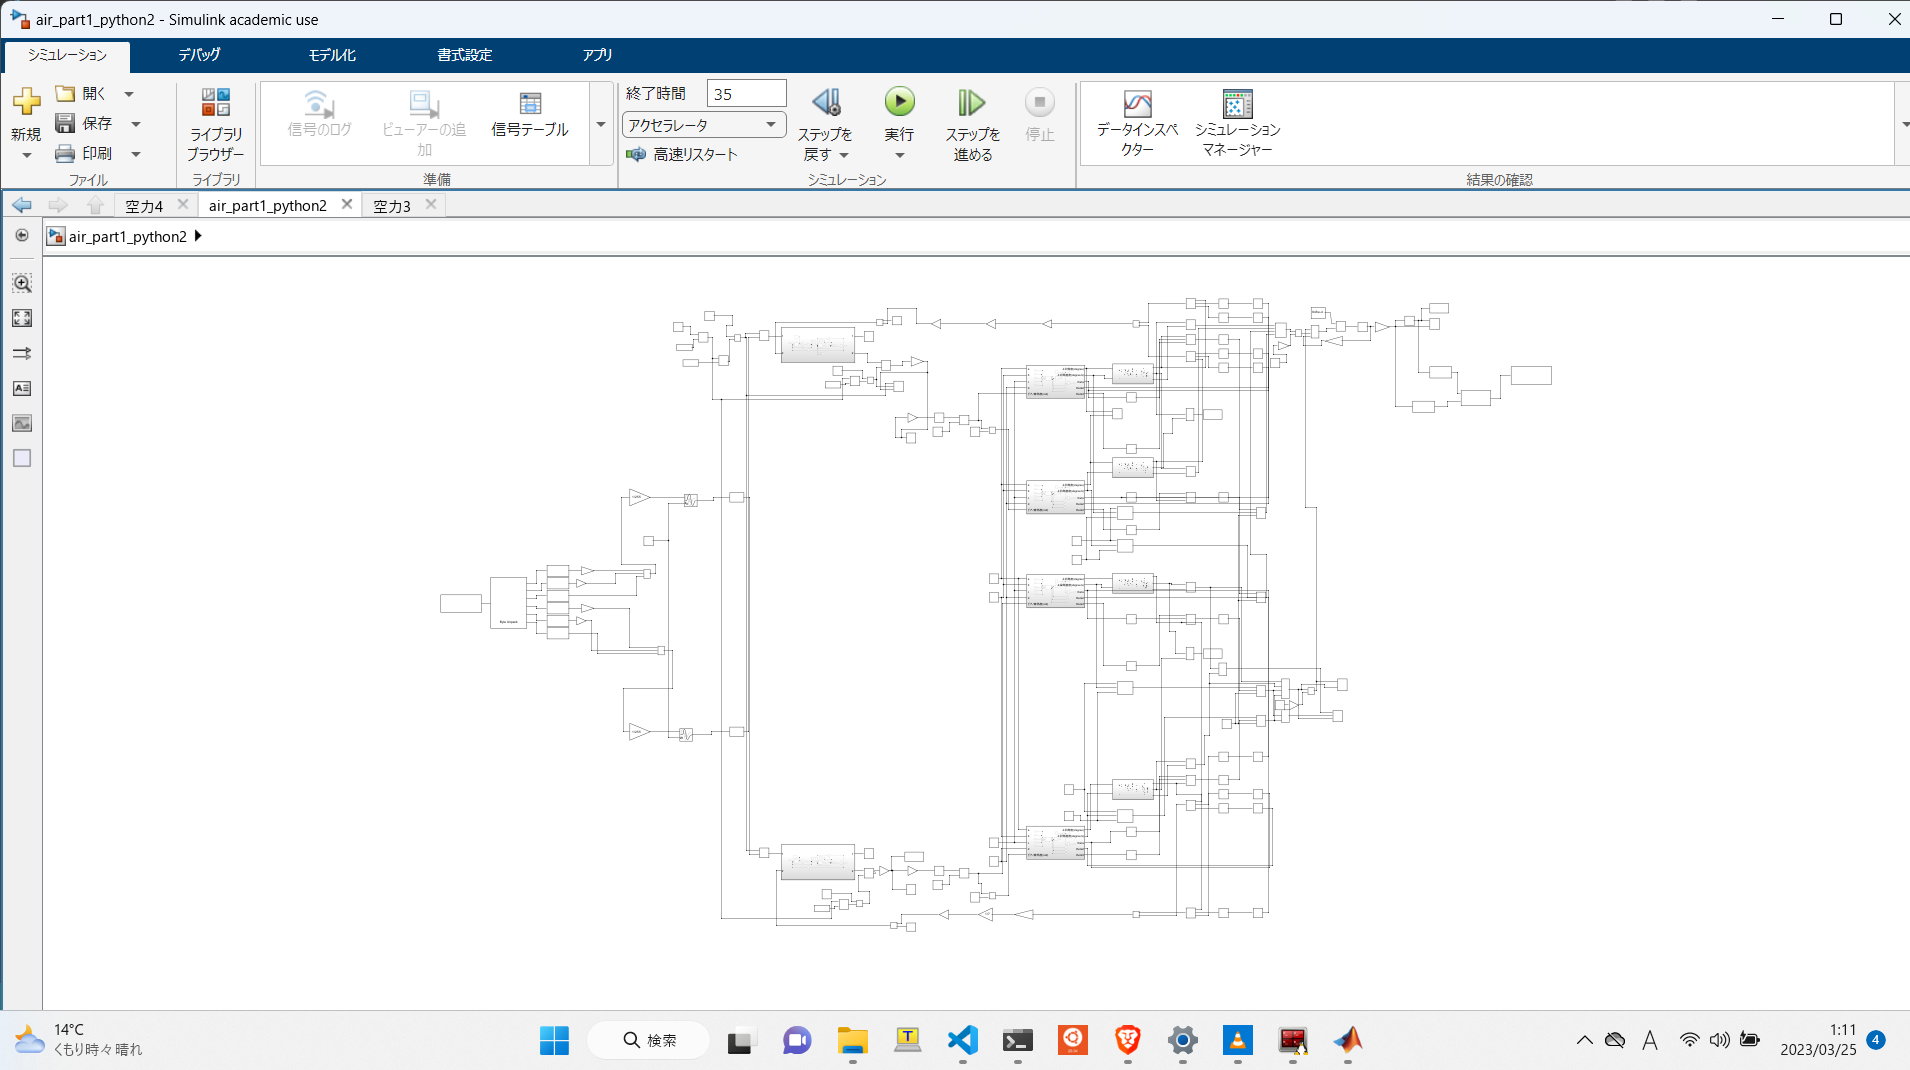 air_part1_python2 - Simulink academic use
シミュレーション
デバッグ
モデル化
書式設定
アプリ
新規
開く
保存
印刷
ファイル
ライブラリ
ブラウザー
ライブラリ
信号のログ
ビューアーの追
加
信号テーブル
準備
終了時間 35
アクセラレータ
高速リスタート
ステップを
戻す
実行
ステップを
進める
停止
シミュレーション
データインスペ
クター
シミュレーション
マネージャー
結果の確認
空力4
air_part1_python2
空力3
air_part1_python2
Byte Unpack
14°C
くもり時々晴れ
検索
A
1:11
2023/03/25
4